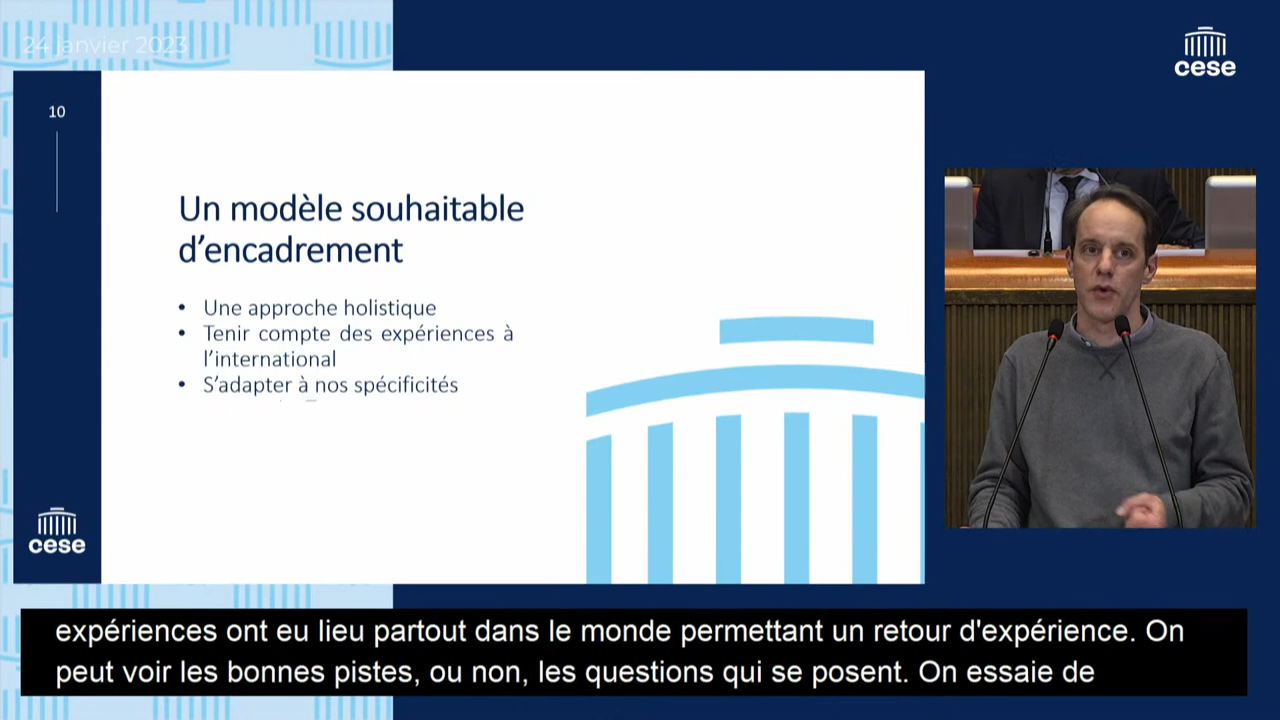 24 janvier 2023
cese
10
Un modèle souhaitable
d’encadrement
• Une approche holistique
• Tenir compte des expériences à
l’international
• S’adapter à nos spécificités
cese
expériences ont eu lieu partout dans le monde permettant un retour d'expérience. On
peut voir les bonnes pistes, ou non, les questions qui se posent. On essaie de